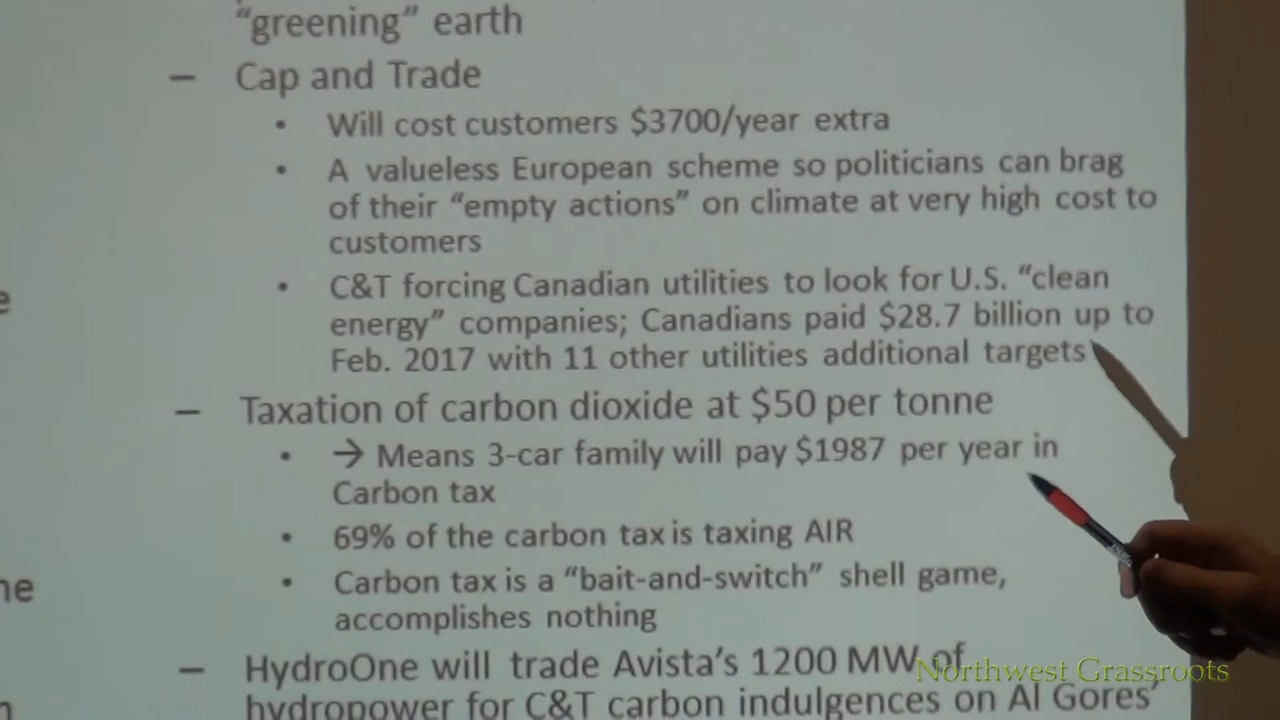 "greening" earth
– Cap and Trade
• Will cost customers $3700/year extra
• A valueless European scheme so politicians can brag
of their "empty actions" on climate at very high cost to
customers
• C&T forcing Canadian utilities to look for U.S. "clean
energy" companies; Canadians paid $28.7 billion up to
Feb. 2017 with 11 other utilities additional targets
– Taxation of carbon dioxide at $50 per tonne
• → Means 3-car family will pay $1987 per year in
Carbon tax
• 69% of the carbon tax is taxing AIR
• Carbon tax is a "bait-and-switch" shell game,
accomplishes nothing
– HydroOne will trade Avista's 1200 MW of
hydropower for C&T carbon indulgences on Al Gores'
Northwest Grassroots